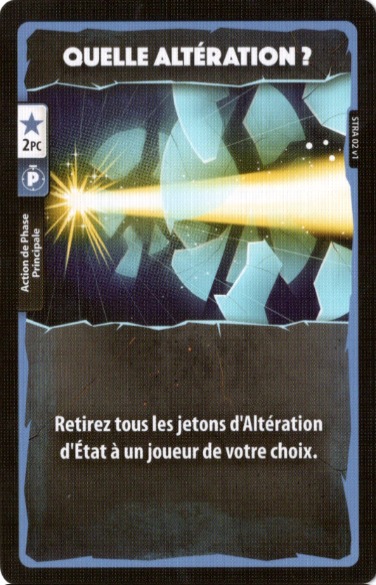 QUELLE ALTÉRATION ?
2PC
P
Action de Phase
Principale
STRA 02 v1
Retirez tous les jetons d'Altération
d'État à un joueur de votre choix.